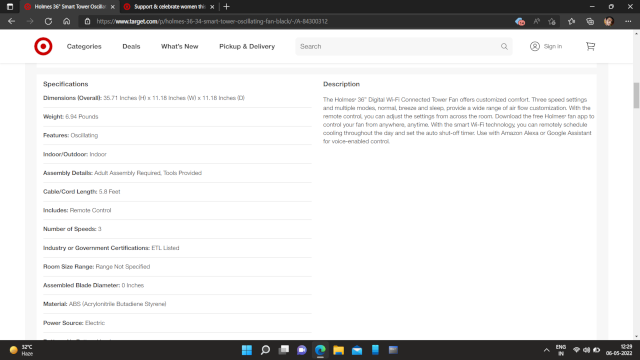 Holmes 36" Smart Tower Oscillat
Support & celebrate women thro
https://www.target.com/p/holmes-36-34-smart-tower-oscillating-fan-black/-/A-84300312
Categories
Deals
What's New
Pickup & Delivery
Search
Sign in
Specifications
Dimensions (Overall): 35.71 Inches (H) x 11.18 Inches (W) x 11.18 Inches (D)
Weight: 6.94 Pounds
Features: Oscillating
Indoor/Outdoor: Indoor
Assembly Details: Adult Assembly Required, Tools Provided
Cable/Cord Length: 5.8 Feet
Includes: Remote Control
Number of Speeds: 3
Industry or Government Certifications: ETL Listed
Room Size Range: Range Not Specified
Assembled Blade Diameter: 0 Inches
Material: ABS (Acrylonitrile Butadiene Styrene)
Power Source: Electric
Description
The Holmes® 36" Digital Wi-Fi Connected Tower Fan offers customized comfort. Three speed settings
and multiple modes, normal, breeze and sleep, provide a wide range of air flow customization. With the
remote control, you can adjust the settings from across the room. Download the free Holmes® fan app to
control your fan from anywhere, anytime. With the smart Wi-Fi technology, you can remotely schedule
cooling throughout the day and set the auto shut-off timer. Use with Amazon Alexa or Google Assistant
for voice-enabled control.
32°C
Haze
ENG
IN
12:29
06-05-2022